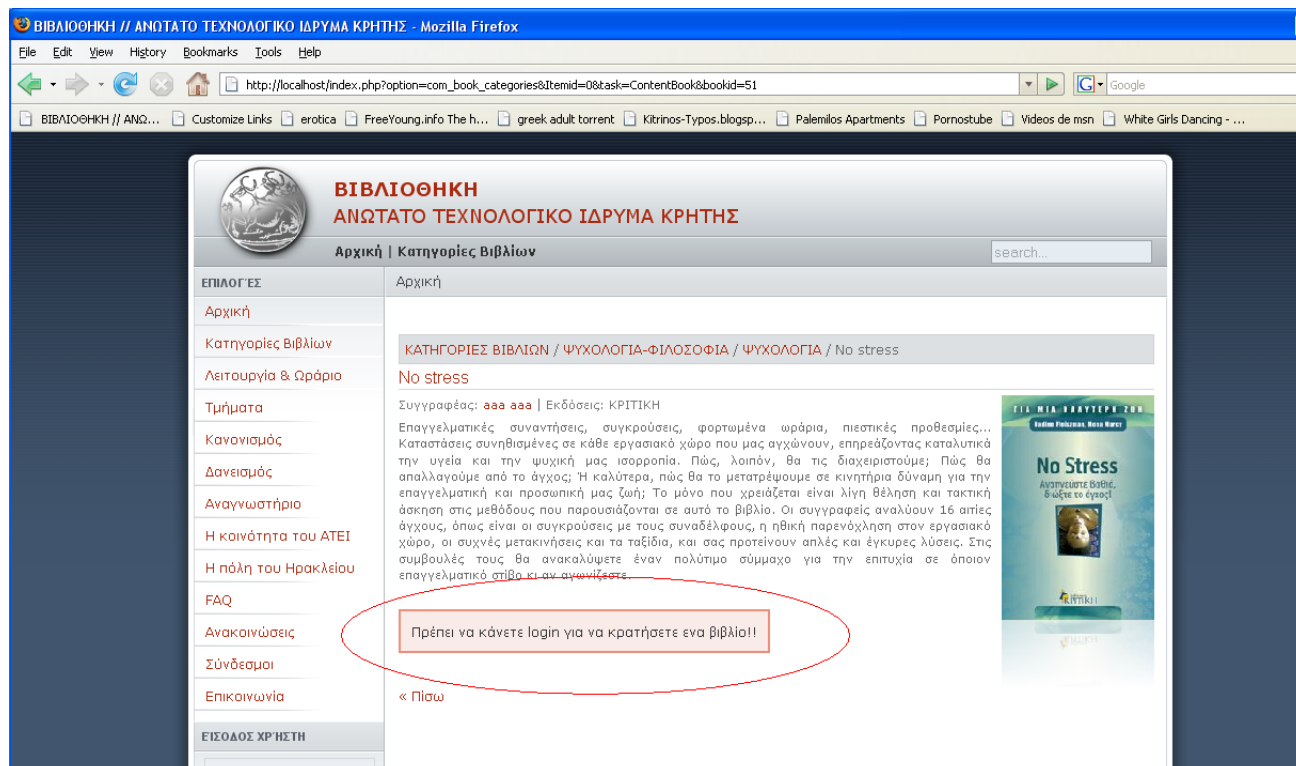 ΒΙΒΛΙΟΘΗΚΗ // ΑΝΩΤΑΤΟ ΤΕΧΝΟΛΟΓΙΚΟ ΙΔΡΥΜΑ ΚΡΗΤΗΣ - Mozilla Firefox
File Edit View History Bookmarks Tools Help
http://localhost/index.php?option=com_book_categories&Itemid=0&task=ContentBook&bookid=51 G Google
ΒΙΒΛΙΟΘΗΚΗ // ΑΝΩ... Customize Links erotica FreeYoung.info The h... greek adult torrent Kitrinos-Typos.blogsp... Palemilos Apartments Pornostube Videos de msn White Girls Dancing - ...
ΒΙΒΛΙΟΘΗΚΗ
ΑΝΩΤΑΤΟ ΤΕΧΝΟΛΟΓΙΚΟ ΙΔΡΥΜΑ ΚΡΗΤΗΣ
Αρχική | Κατηγορίες Βιβλίων search...
ΕΠΙΛΟΓΈΣ
Αρχική
Κατηγορίες Βιβλίων
Λειτουργία & Ωράριο
Τμήματα
Κανονισμός
Δανεισμός
Αναγνωστήριο
Η κοινότητα του ΑΤΕΙ
Η πόλη του Ηρακλείου
FAQ
Ανακοινώσεις
Σύνδεσμοι
Επικοινωνία
ΕΙΣΟΔΟΣ ΧΡΉΣΤΗ
Αρχική
ΚΑΤΗΓΟΡΙΕΣ ΒΙΒΛΙΩΝ / ΨΥΧΟΛΟΓΙΑ-ΦΙΛΟΣΟΦΙΑ / ΨΥΧΟΛΟΓΙΑ / No stress
No stress
Συγγραφέας: aaa aaa | Εκδόσεις: ΚΡΙΤΙΚΗ
Επαγγελματικές συναντήσεις, συγκρούσεις, φορτωμένα ωράρια, πιεστικές προθεσμίες...
Καταστάσεις συνηθισμένες σε κάθε εργασιακό χώρο που μας αγχώνουν, επηρεάζοντας καταλυτικά
την υγεία και την ψυχική μας ισορροπία. Πώς, λοιπόν, θα τις διαχειριστούμε; Πώς θα
απαλλαγούμε από το άγχος; Ή καλύτερα, πώς θα το μετατρέψουμε σε κινητήρια δύναμη για την
επαγγελματική και προσωπική μας ζωή; Το μόνο που χρειάζεται είναι λίγη θέληση και τακτική
άσκηση στις μεθόδους που παρουσιάζονται σε αυτό το βιβλίο. Οι συγγραφείς αναλύουν 16 αιτίες
άγχους, όπως είναι οι συγκρούσεις με τους συναδέλφους, η ηθική παρενόχληση στον εργασιακό
χώρο, οι συχνές μετακινήσεις και τα ταξίδια, και σας προτείνουν απλές και έγκυρες λύσεις. Στις
συμβουλές τους θα ανακαλύψετε έναν πολύτιμο σύμμαχο για την επιτυχία σε όποιον
επαγγελματικό στίβο κι αν αγωνίζεστε.
Πρέπει να κάνετε login για να κρατήσετε ενα βιβλίο!!
« Πίσω
ΓΙΑ ΜΙΑ ΚΑΛΥΤΕΡΗ ΖΩΗ
No Stress
Αναπνεύστε βαθιά,
διώξτε το άγχος!
ΚΡΙΤΙΚΗ